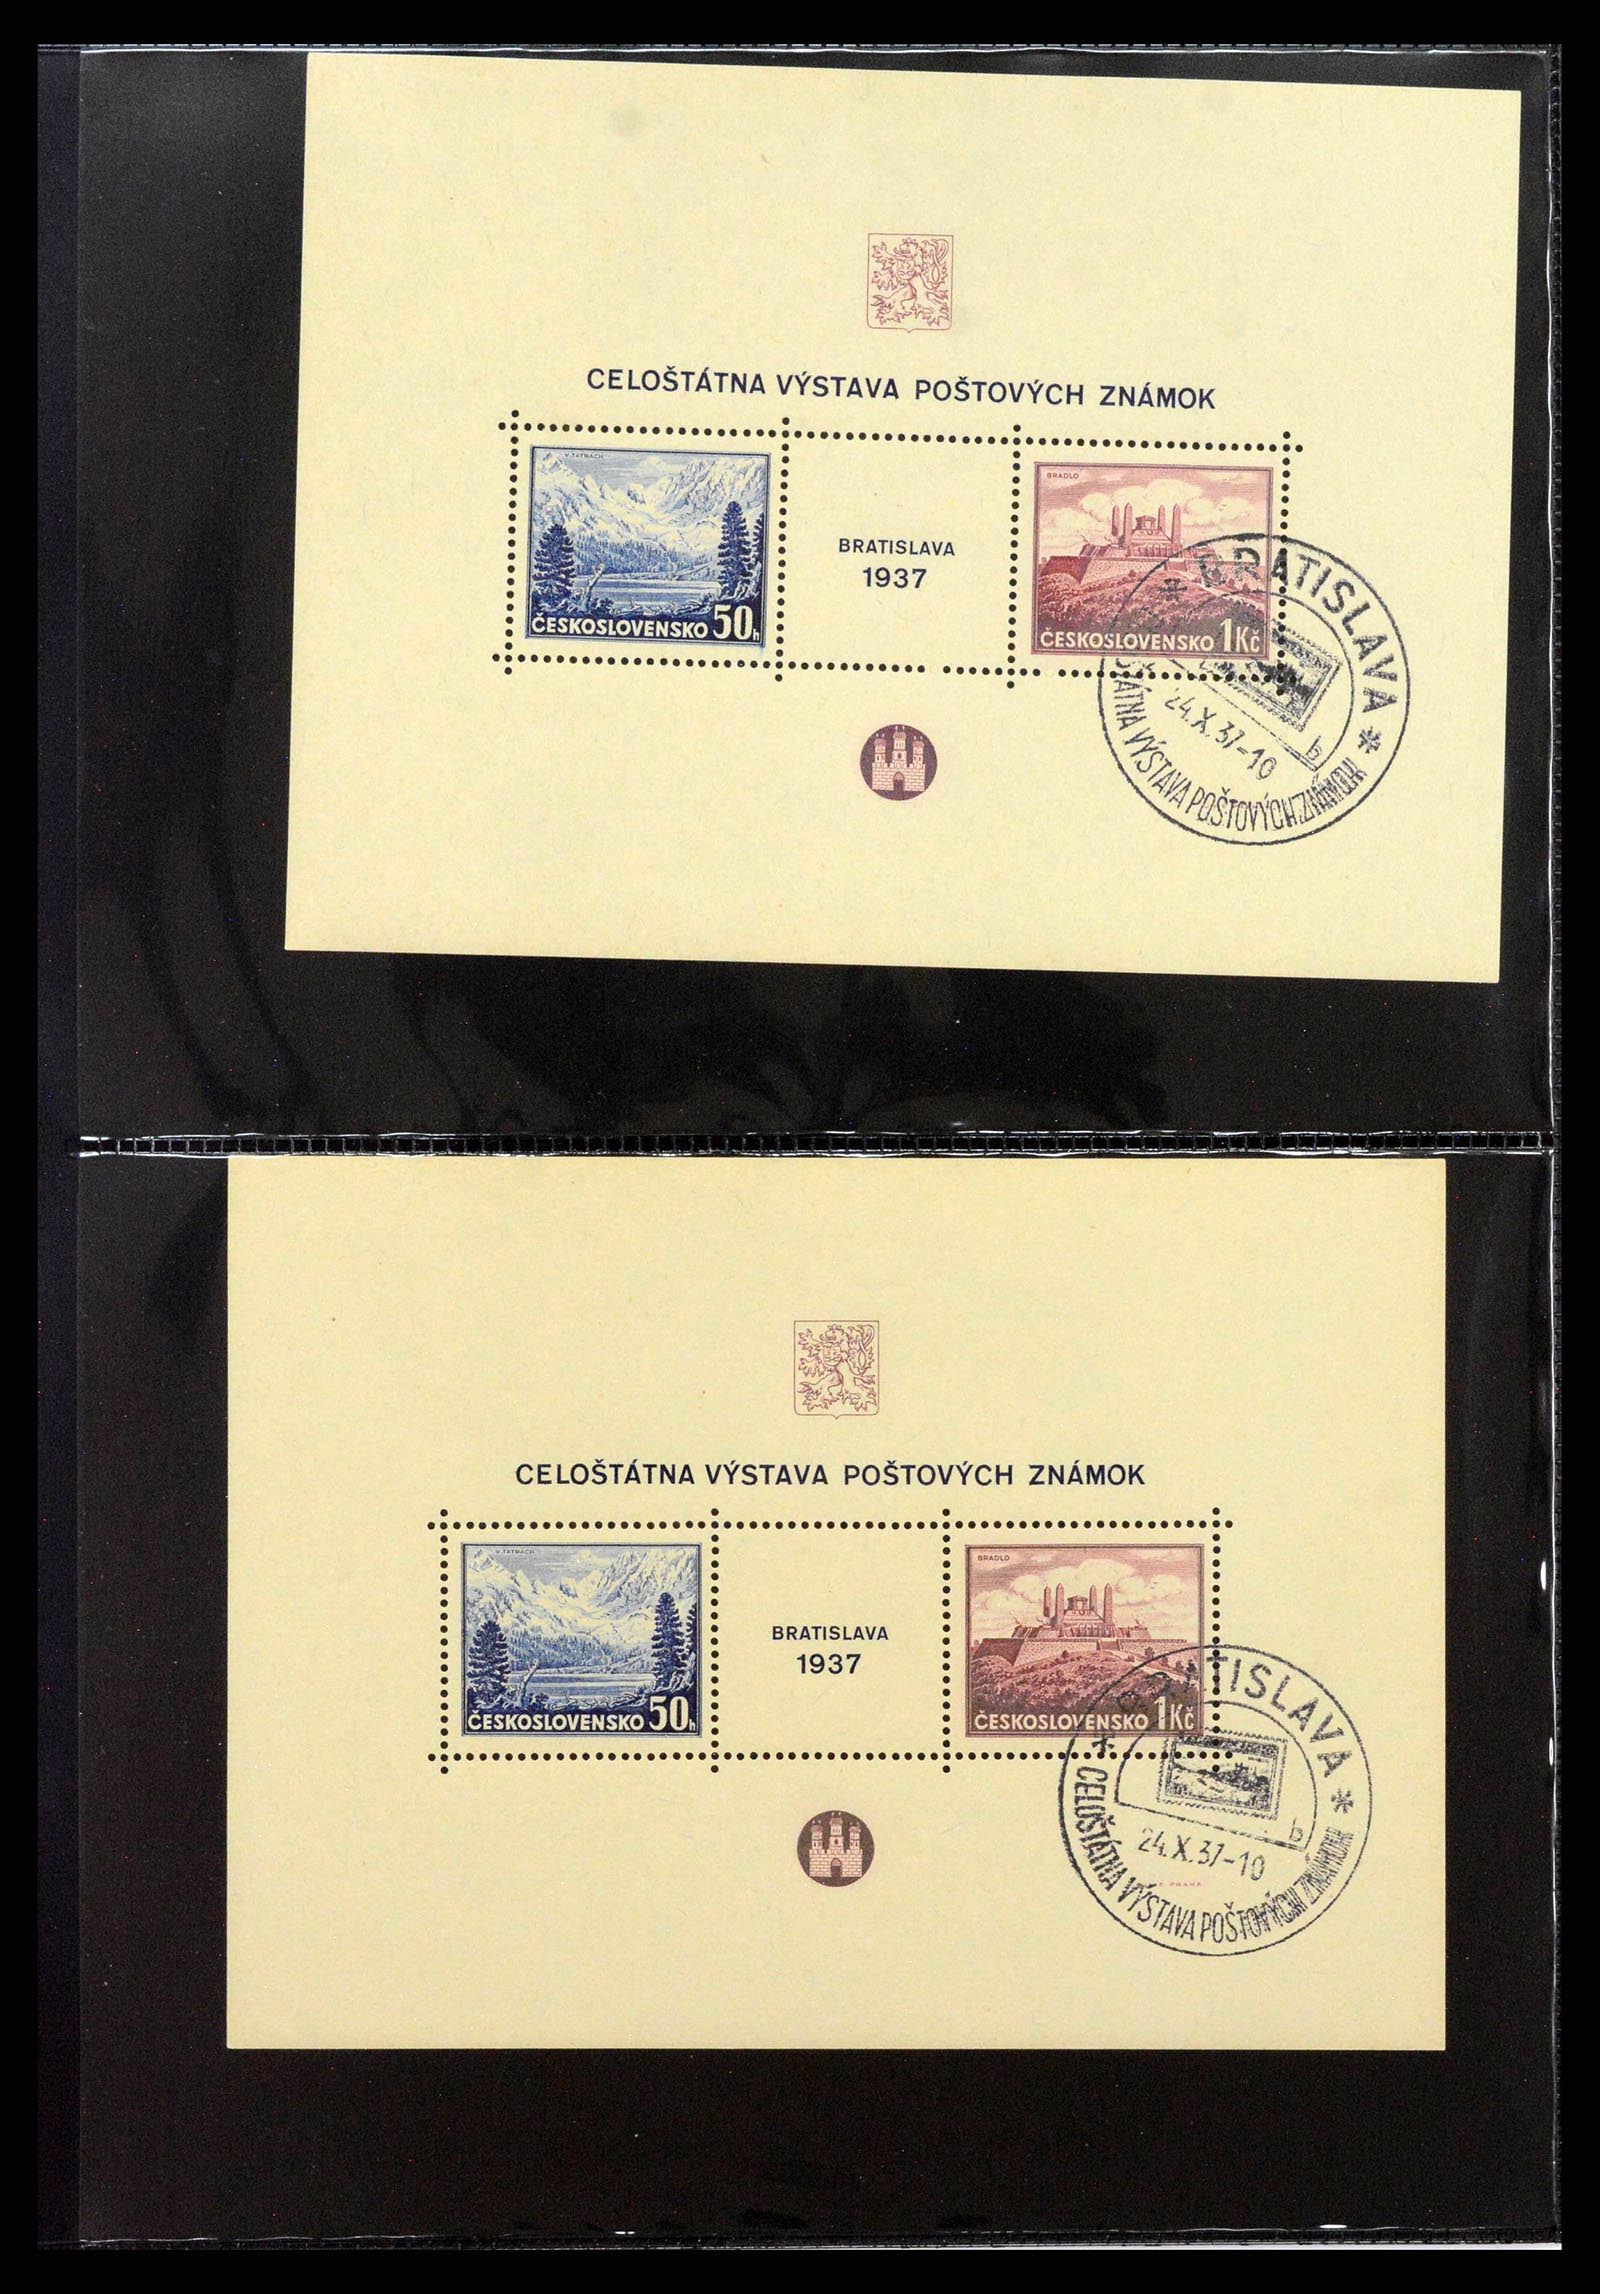 CELOŠTÁTNA VÝSTAVA POŠTOVÝCH ZNÁMOK
V TATRÁCH
ČESKOSLOVENSKO 50h
BRATISLAVA
1937
BRADLO
ČESKOSLOVENSKO 1Kč
* BRATISLAVA *
24.X.37-10
b
VÝSTAVA POŠTOVÝCH ZNÁMOK
CELOŠTÁTNA VÝSTAVA POŠTOVÝCH ZNÁMOK
V TATRÁCH
ČESKOSLOVENSKO 50h
BRATISLAVA
1937
BRADLO
ČESKOSLOVENSKO 1Kč
* BRATISLAVA *
24.X.37-10
b
PRAHA
CELOŠTÁTNA VÝSTAVA POŠTOVÝCH ZNÁMOK